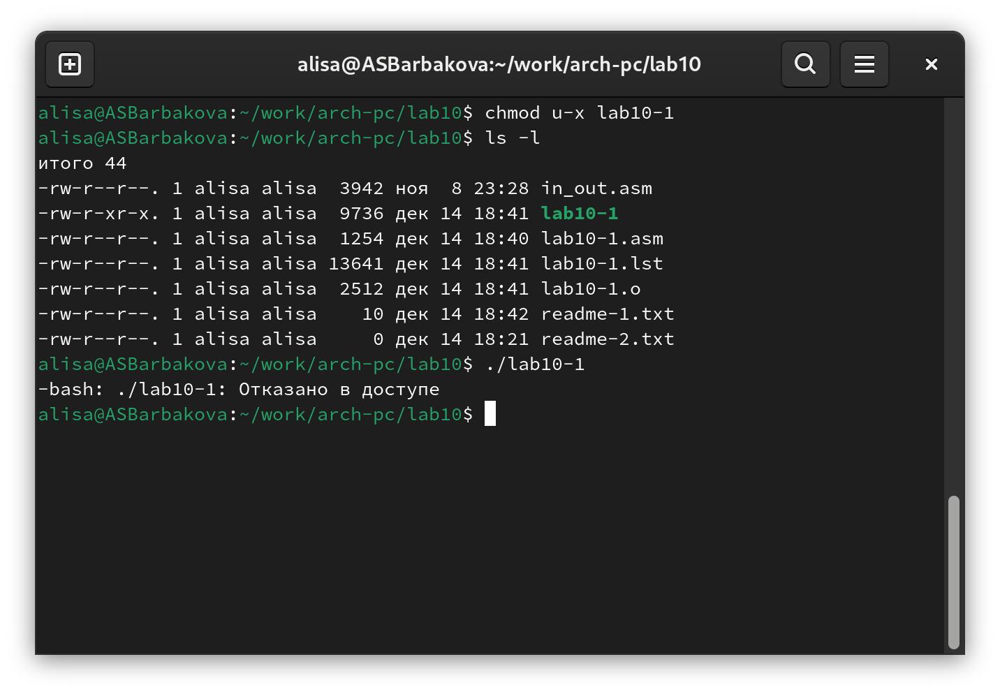 alisa@ASBarbakova:~/work/arch-pc/lab10
alisa@ASBarbakova:~/work/arch-pc/lab10$ chmod u-x lab10-1
alisa@ASBarbakova:~/work/arch-pc/lab10$ ls -l
итого 44
-rw-r--r--. 1 alisa alisa  3942 ноя  8 23:28 in_out.asm
-rw-r-xr-x. 1 alisa alisa  9736 дек 14 18:41 lab10-1
-rw-r--r--. 1 alisa alisa  1254 дек 14 18:40 lab10-1.asm
-rw-r--r--. 1 alisa alisa 13641 дек 14 18:41 lab10-1.lst
-rw-r--r--. 1 alisa alisa  2512 дек 14 18:41 lab10-1.o
-rw-r--r--. 1 alisa alisa    10 дек 14 18:42 readme-1.txt
-rw-r--r--. 1 alisa alisa     0 дек 14 18:21 readme-2.txt
alisa@ASBarbakova:~/work/arch-pc/lab10$ ./lab10-1
-bash: ./lab10-1: Отказано в доступе
alisa@ASBarbakova:~/work/arch-pc/lab10$